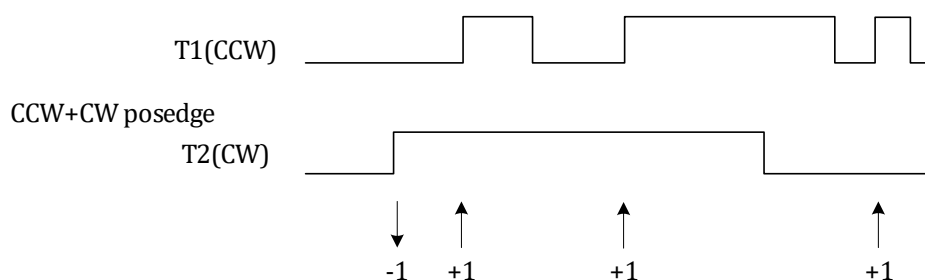 T1(CCW)
CCW+CW posedge
T2(CW)
-1 +1 +1 +1